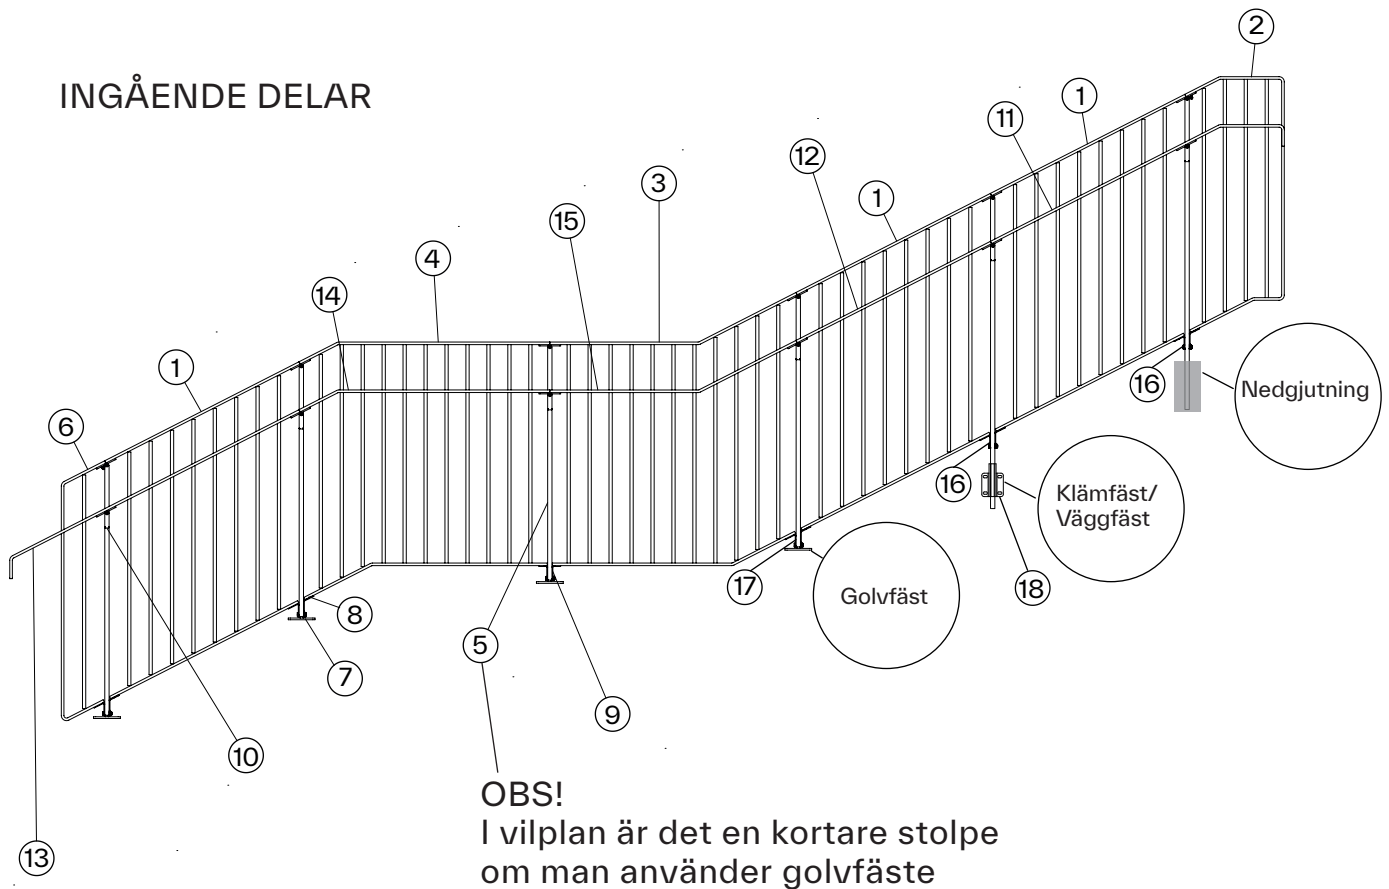 INGÅENDE DELAR
2
1
11
12
3
1
15
4
14
1
16
Nedgjutning
6
16
Klämfäst/
Väggfäst
17
18
Golvfäst
8
5
7
9
10
OBS!
I vilplan är det en kortare stolpe
om man använder golvfäste
13